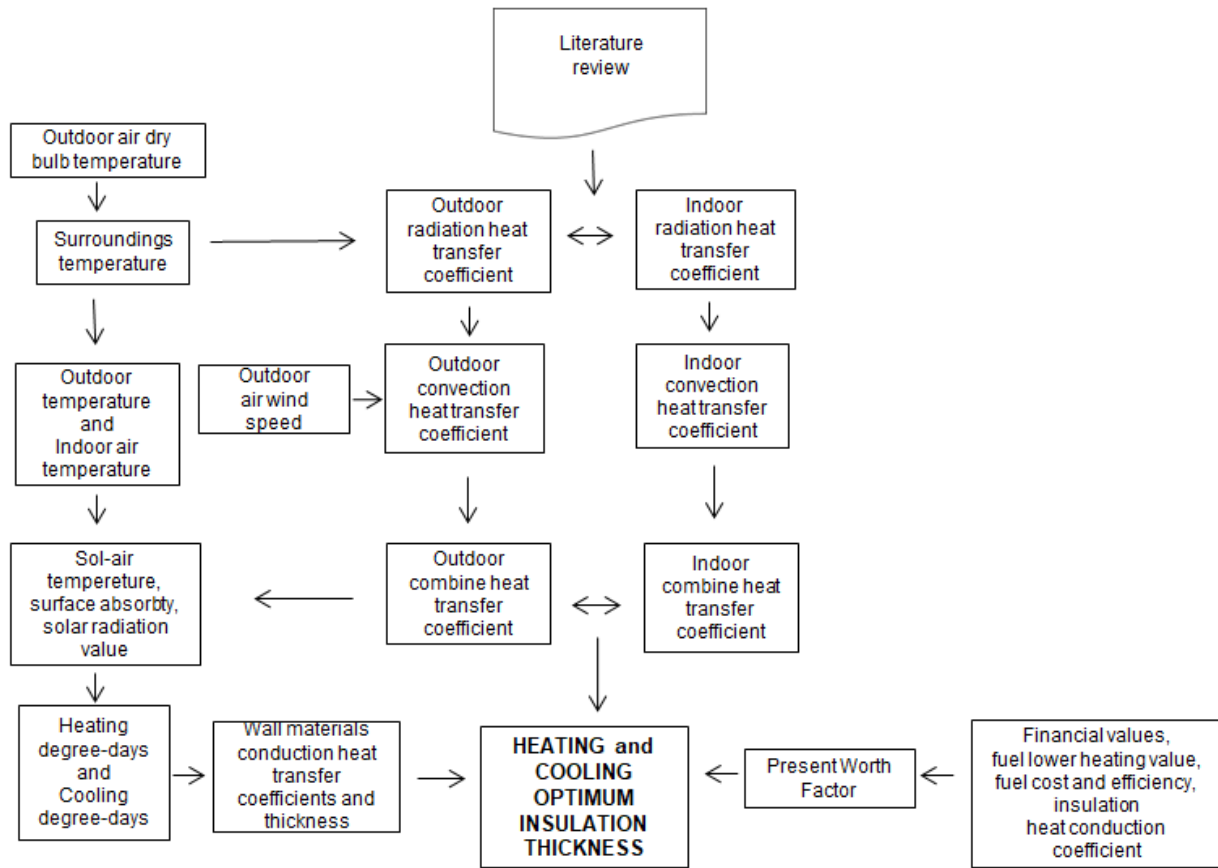 Literature
review
Outdoor air dry
bulb temperature
Surroundings
temperature
Outdoor
radiation heat
transfer
coefficient
Indoor
radiation heat
transfer
coefficient
Outdoor
temperature
and
Indoor air
temperature
Outdoor
air wind
speed
Outdoor
convection
heat transfer
coefficient
Indoor
convection
heat transfer
coefficient
Sol-air
tempereture,
surface absorbty,
solar radiation
value
Outdoor
combine heat
transfer
coefficient
Indoor
combine heat
transfer
coefficient
Heating
degree-days
and
Cooling
degree-days
Wall materials
conduction heat
transfer
coefficients and
thickness
HEATING and
COOLING
OPTIMUM
INSULATION
THICKNESS
Present Worth
Factor
Financial values,
fuel lower heating value,
fuel cost and efficiency,
insulation
heat conduction
coefficient